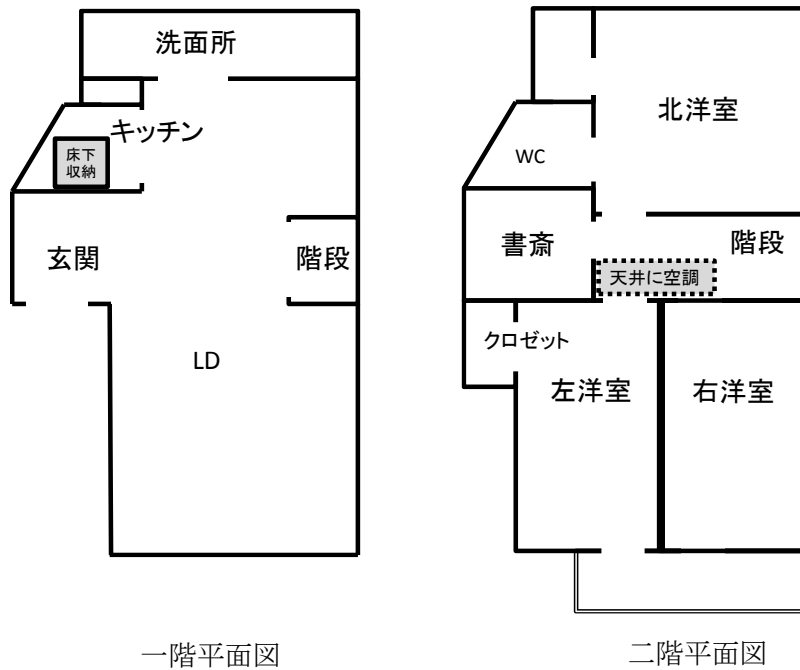 洗面所
キッチン
床下
収納
玄関
階段
LD
一階平面図
北洋室
WC
書斎
階段
天井に空調
クロゼット
左洋室
右洋室
二階平面図